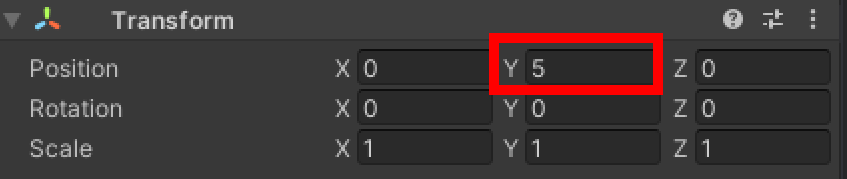 Transform
Position X 0 Y 5 Z 0
Rotation X 0 Y 0 Z 0
Scale X 1 Y 1 Z 1